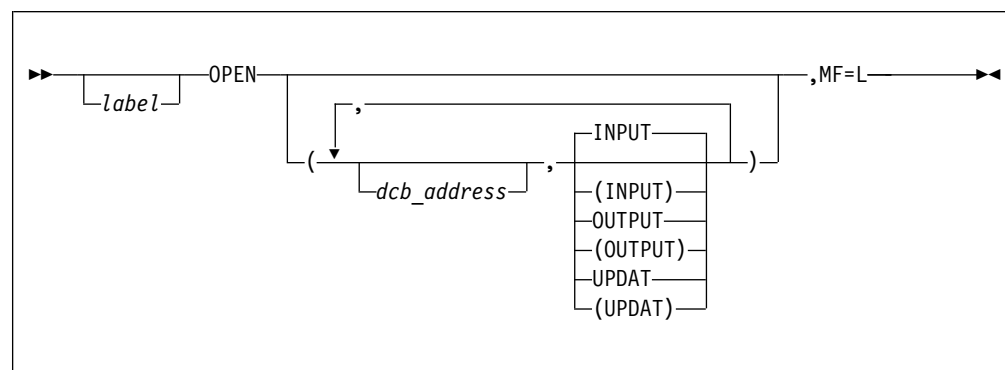 OPEN ,MF=L
label
,
INPUT
( , )
dcb_address
(INPUT)
OUTPUT
(OUTPUT)
UPDAT
(UPDAT)